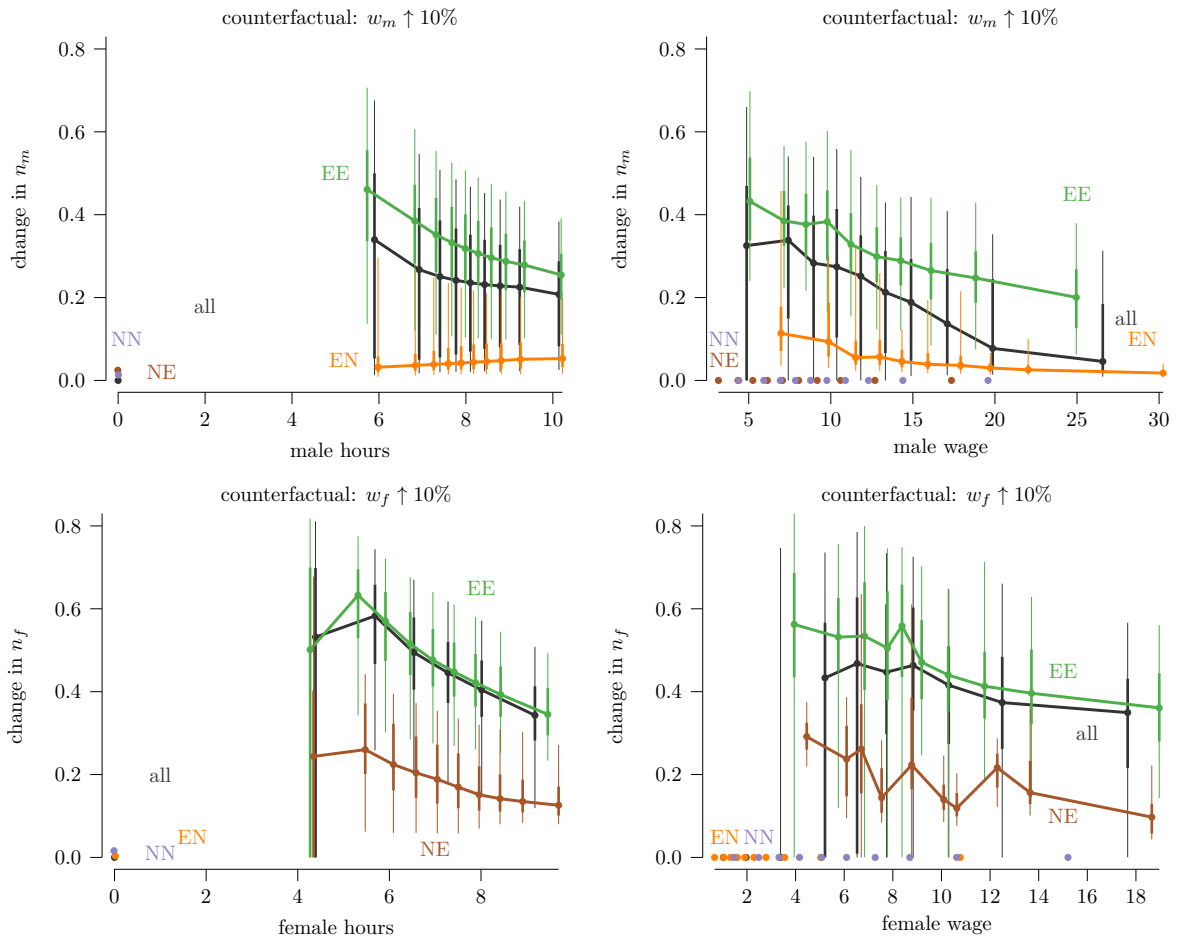 counterfactual: w_m ↑ 10%
0.8
0.6
0.4
0.2
0.0
change in n_m
EE
all
NN
NE
EN
0 2 4 6 8 10
male hours
counterfactual: w_m ↑ 10%
0.8
0.6
0.4
0.2
0.0
change in n_m
EE
all
NN
EN
NE
5 10 15 20 25 30
male wage
counterfactual: w_f ↑ 10%
0.8
0.6
0.4
0.2
0.0
change in n_f
EE
all
EN
NN
NE
0 2 4 6 8
female hours
counterfactual: w_f ↑ 10%
0.8
0.6
0.4
0.2
0.0
change in n_f
EE
all
NE
EN NN
2 4 6 8 10 12 14 16 18
female wage